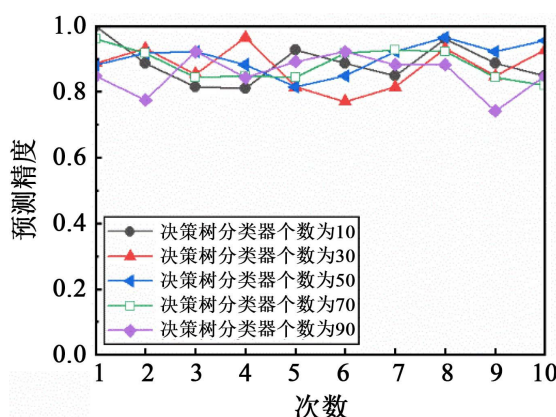 1.0
0.8
0.6
0.4
0.2
0.0
预测精度
决策树分类器个数为10
决策树分类器个数为30
决策树分类器个数为50
决策树分类器个数为70
决策树分类器个数为90
1 2 3 4 5 6 7 8 9 10
次数